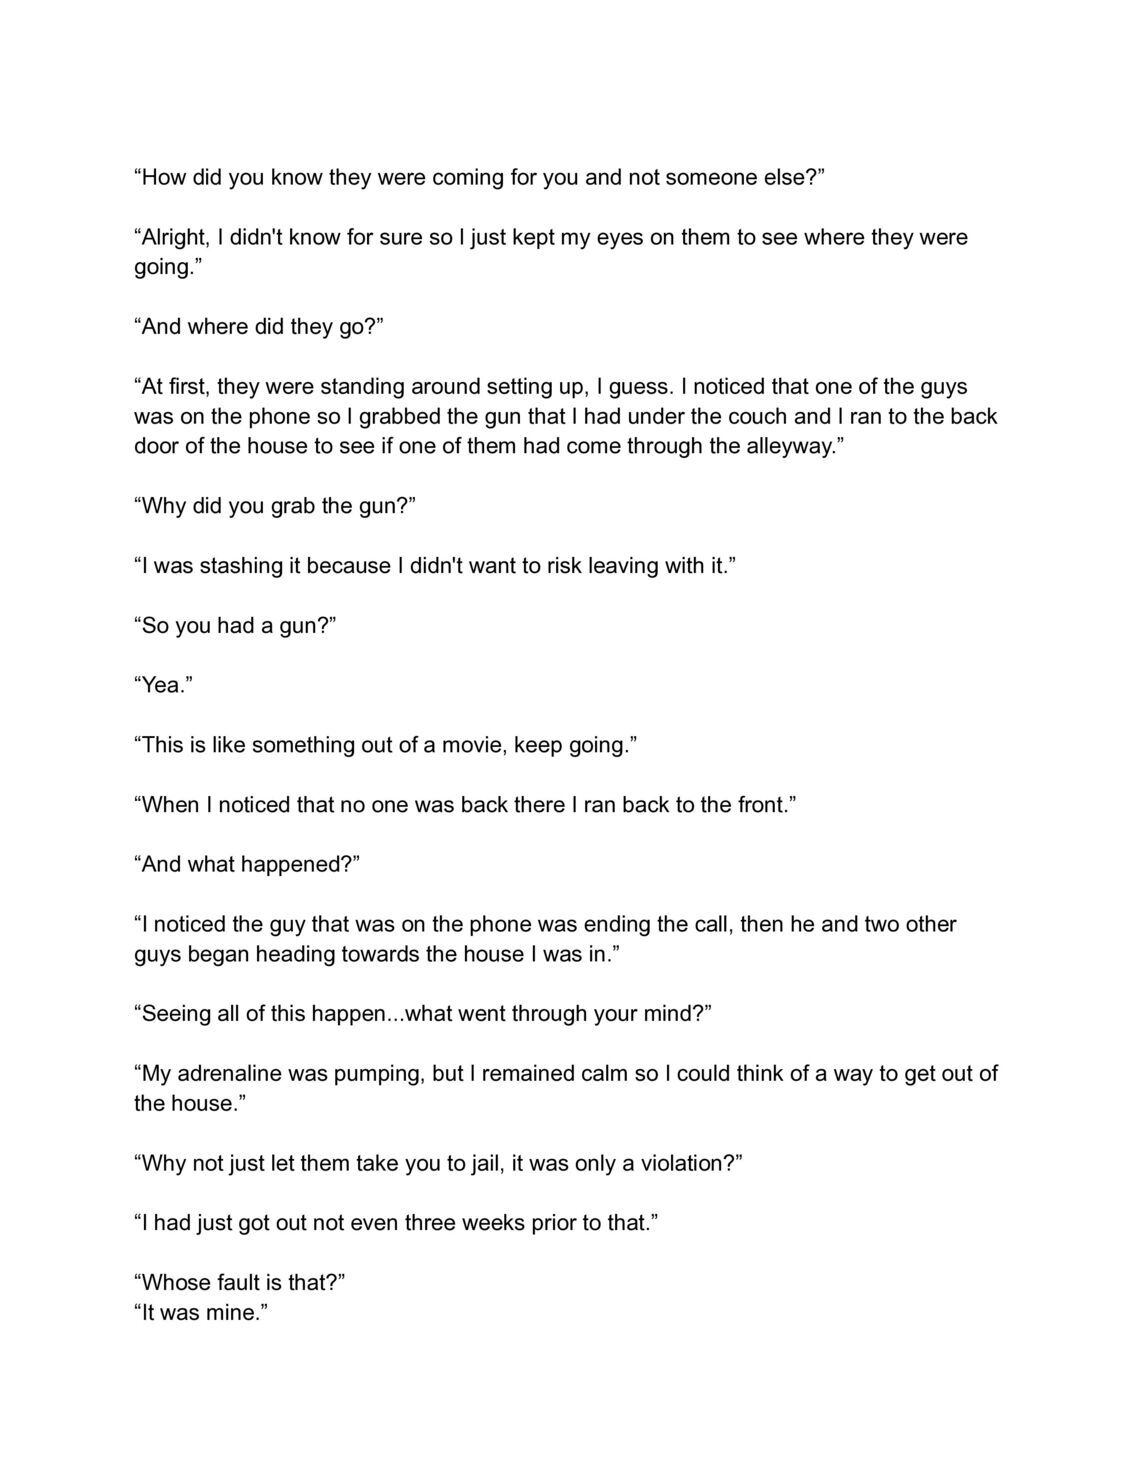 “How did you know they were coming for you and not someone else?”
“Alright, I didn't know for sure so I just kept my eyes on them to see where they were
going.”
“And where did they go?”
“At first, they were standing around setting up, I guess. I noticed that one of the guys
was on the phone so I grabbed the gun that I had under the couch and I ran to the back
door of the house to see if one of them had come through the alleyway.”
“Why did you grab the gun?”
“I was stashing it because I didn't want to risk leaving with it.”
“So you had a gun?”
“Yea.”
“This is like something out of a movie, keep going.”
“When I noticed that no one was back there I ran back to the front.”
“And what happened?”
“I noticed the guy that was on the phone was ending the call, then he and two other
guys began heading towards the house I was in.”
“Seeing all of this happen...what went through your mind?”
“My adrenaline was pumping, but I remained calm so I could think of a way to get out of
the house.”
“Why not just let them take you to jail, it was only a violation?”
“I had just got out not even three weeks prior to that.”
“Whose fault is that?”
“It was mine.”